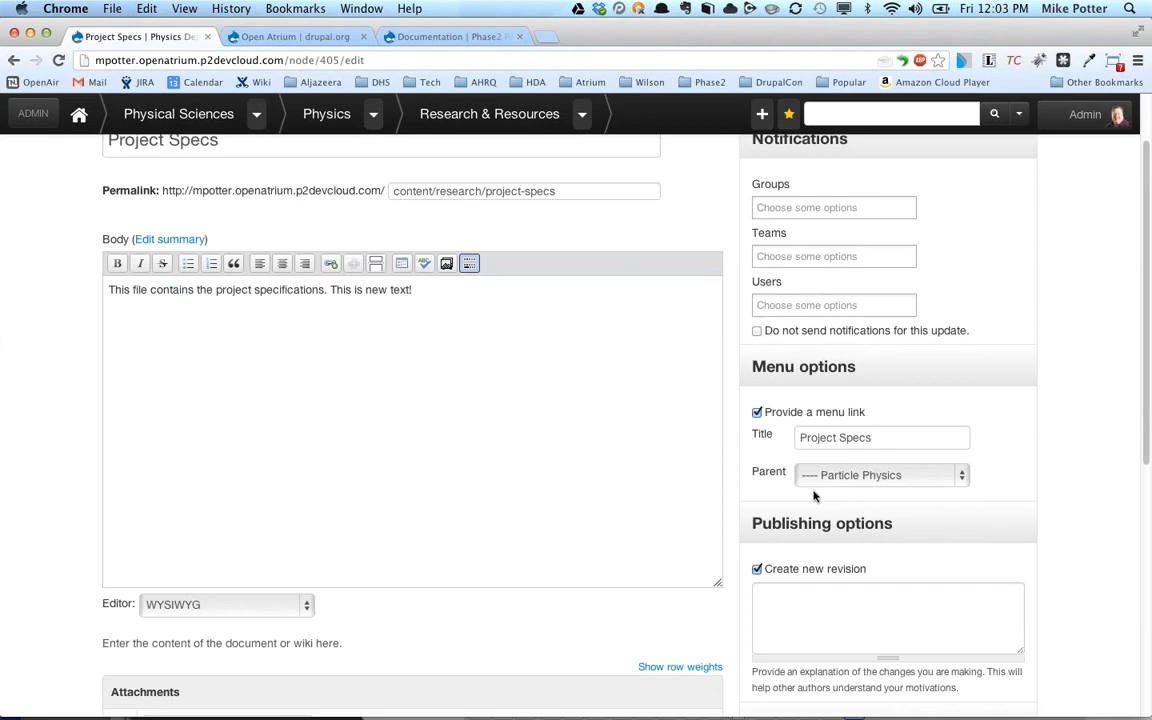 Chrome File Edit View History Bookmarks Window Help Fri 12:03 PM Mike Potter
Project Specs | Physics De Open Atrium | drupal.org Documentation | Phase2
mpotter.openatrium.p2devcloud.com/node/405/edit
OpenAir Mail JIRA Calendar Wiki Aljazeera DHS Tech AHRQ HDA Atrium Wilson Phase2 DrupalCon Popular Amazon Cloud Player Other Bookmarks
ADMIN Physical Sciences Physics Research & Resources Admin
Project Specs
Permalink: http://mpotter.openatrium.p2devcloud.com/ content/research/project-specs
Body (Edit summary)
This file contains the project specifications. This is new text!
Editor: WYSIWYG
Enter the content of the document or wiki here.
Show row weights
Attachments
Notifications
Groups
Choose some options
Teams
Choose some options
Users
Choose some options
Do not send notifications for this update.
Menu options
Provide a menu link
Title Project Specs
Parent ---- Particle Physics
Publishing options
Create new revision
Provide an explanation of the changes you are making. This will
help other authors understand your motivations.